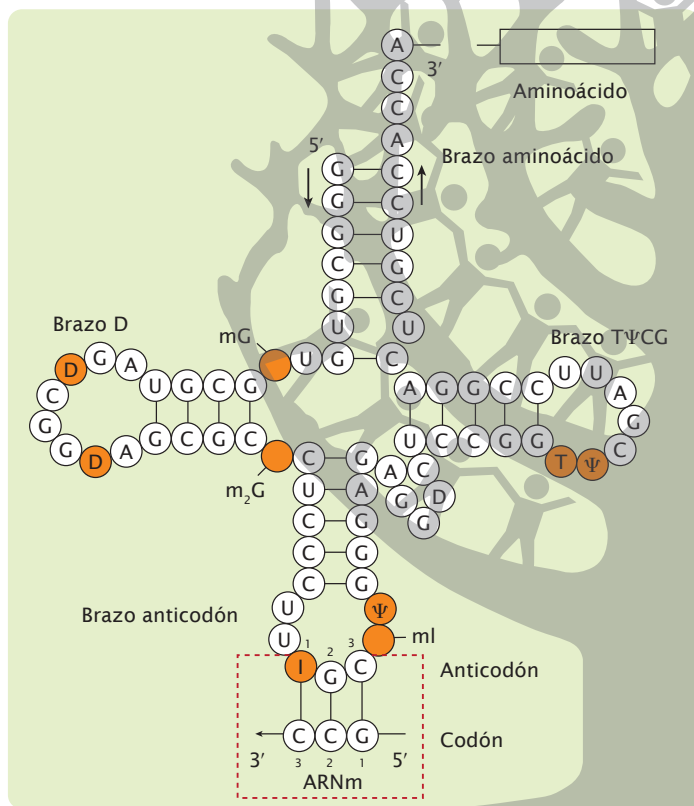 A
3′
Aminoácido
C
C
A
Brazo aminoácido
5′
G C
G C
G U
C G
G C
U U
Brazo D
mG
U G C
Brazo TΨCG
D G A U G C G
C
G
G D A G C G C
m₂G
A G G C C U U A
G
C
U C C G G T Ψ
C G A C
U A G D
C G G
C G
C G
U Ψ
Brazo anticodón
U mI
1 2 3
I G C
Anticodón
C C G
Codón
3′ 3 2 1 5′
ARNm